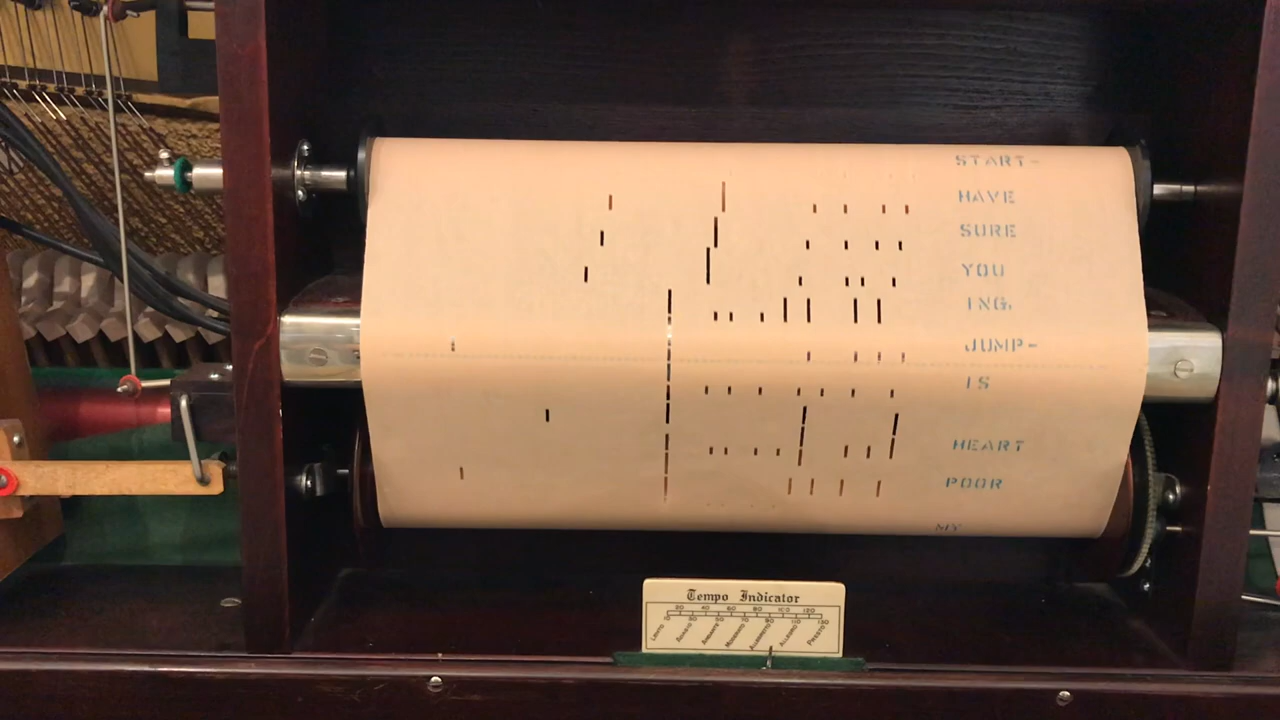 START-
HAVE
SURE
YOU
ING,
JUMP-
IS
HEART
POOR
MY
Tempo Indicator
20 40 60 80 100 120
0 30 50 70 90 110 130
LENTO ADAGIO ANDANTE MODERATO ALLEGRETTO ALLEGRO PRESTO